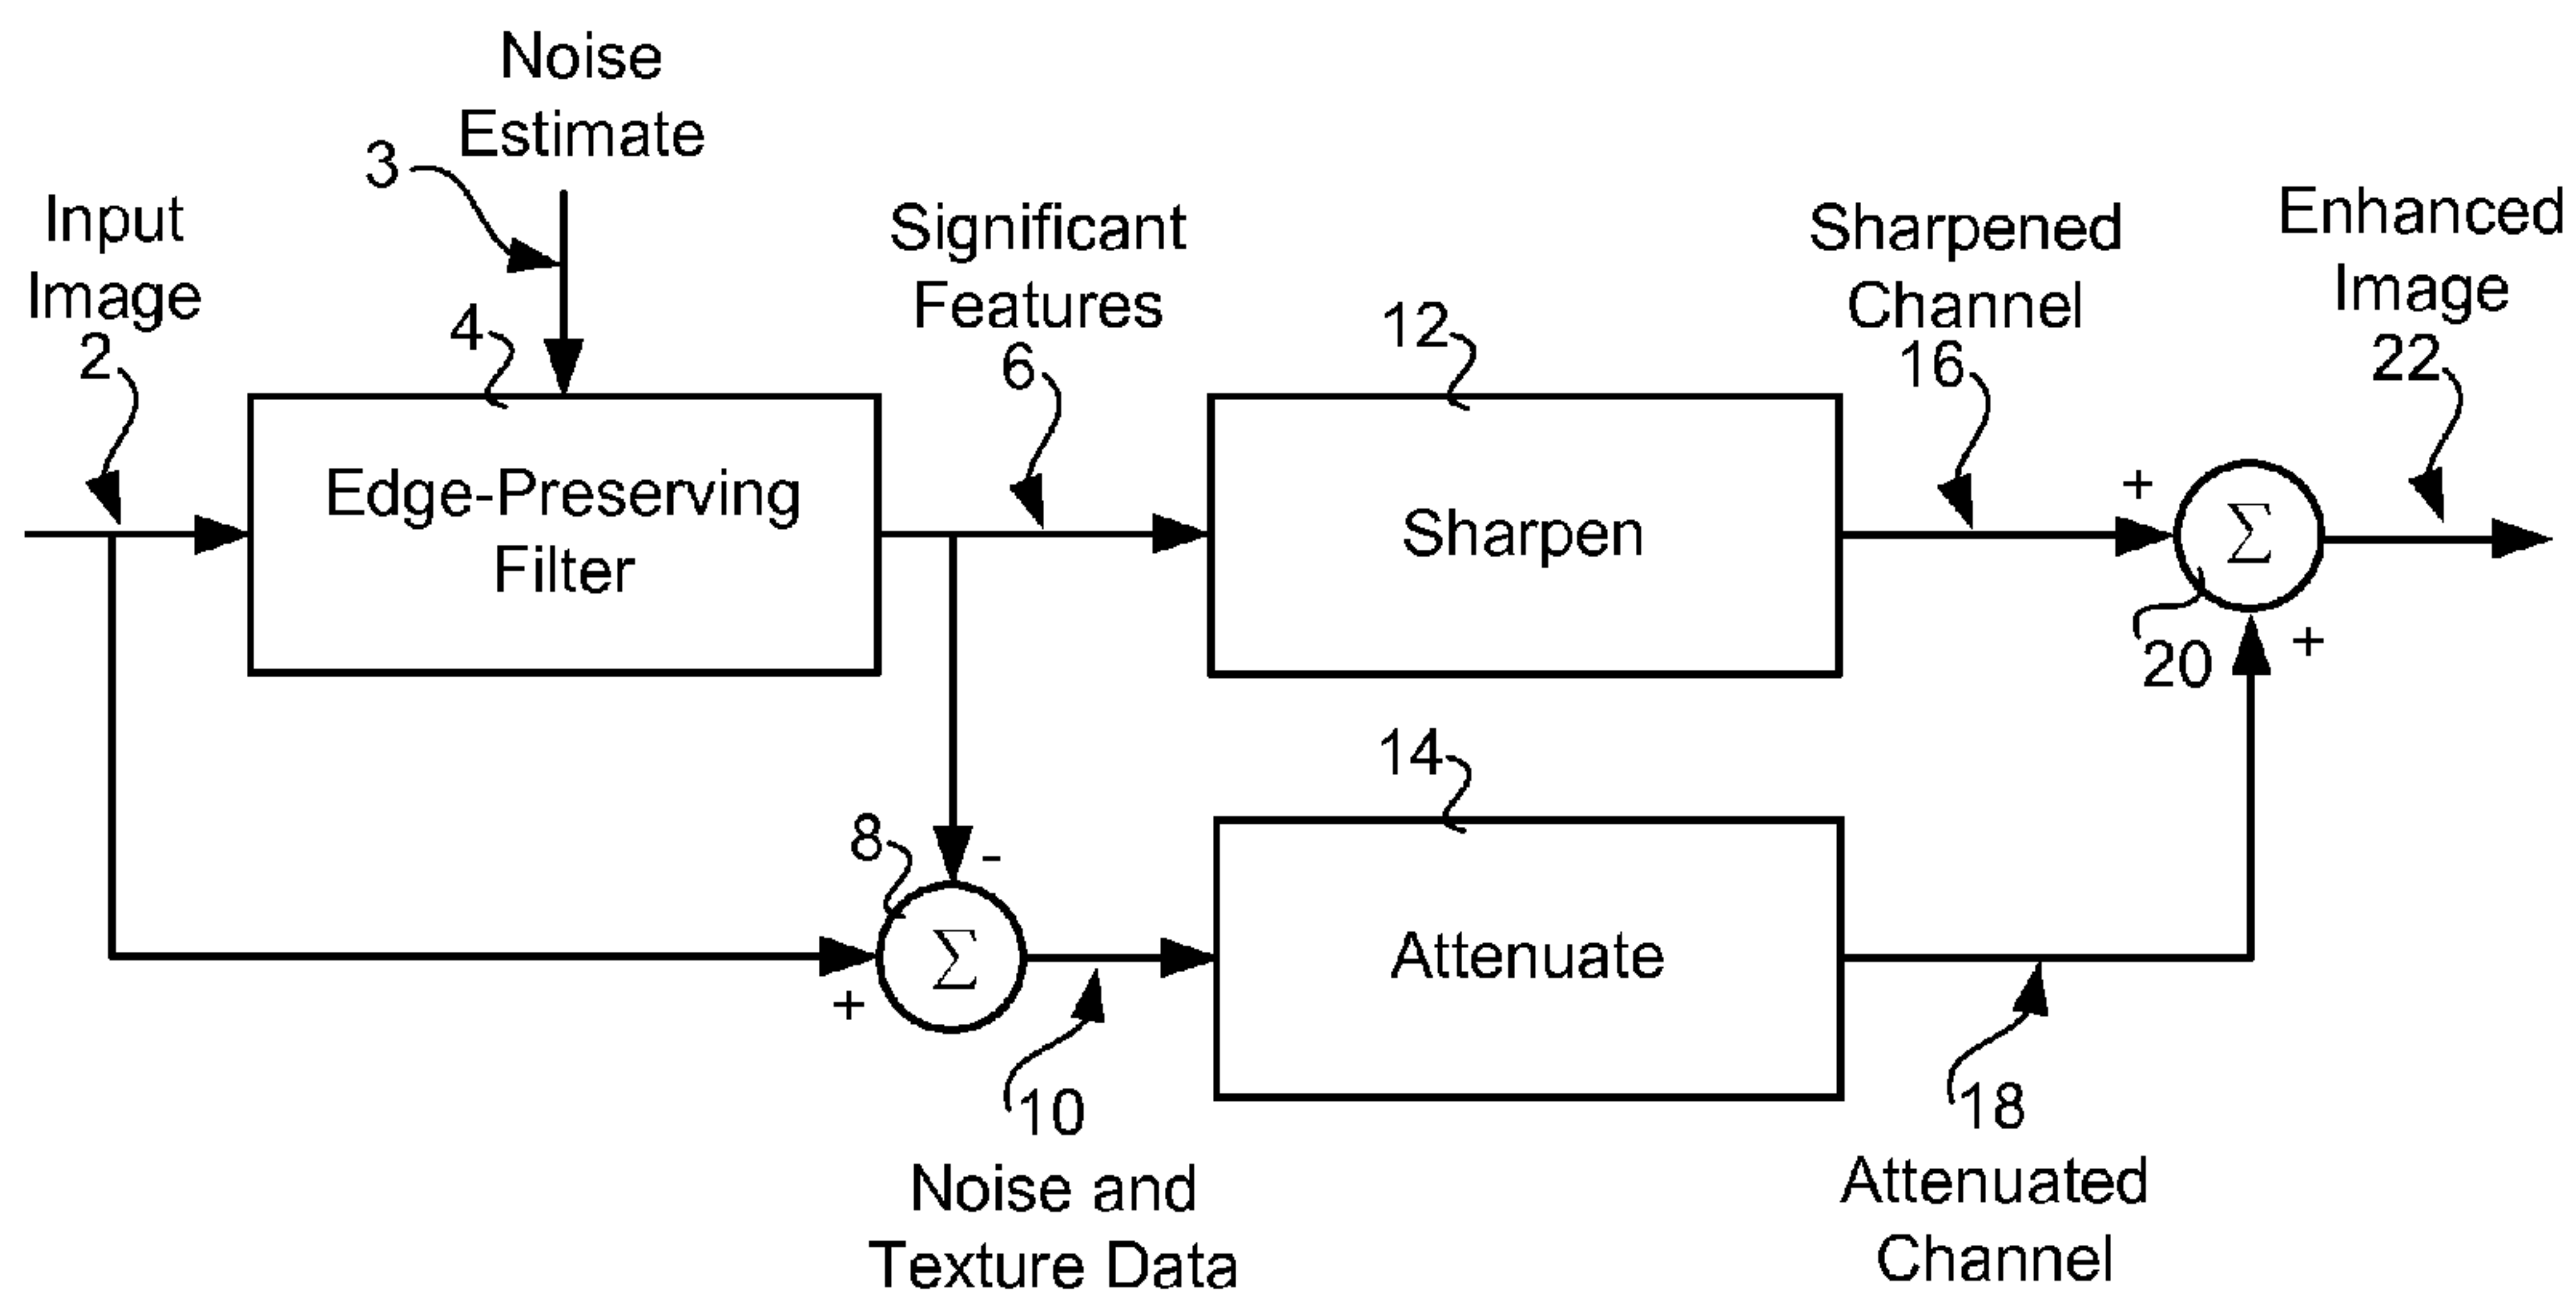 Noise
Estimate
3
Input
Image
2
4
Significant
Features
6
12
Sharpened
Channel
16
Enhanced
Image
22
Edge-Preserving
Filter
Sharpen
+
Σ
20
+
14
8
-
Σ
+
Attenuate
10
Noise and
Texture Data
18
Attenuated
Channel